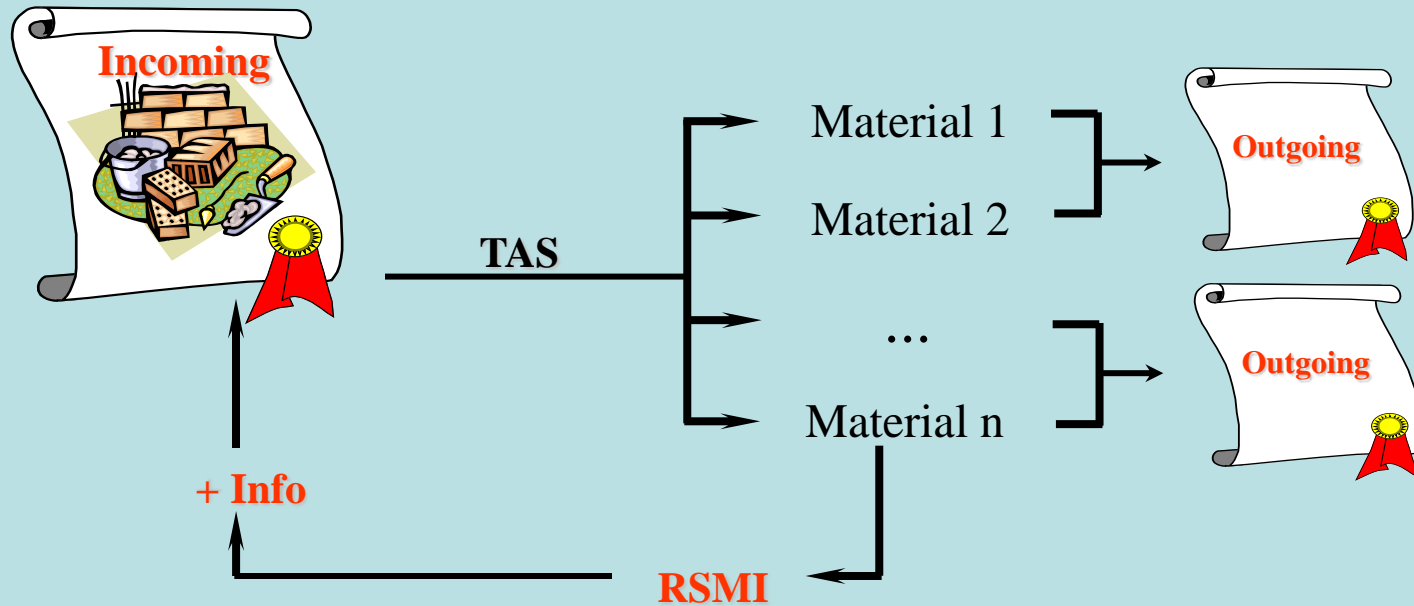 Incoming
TAS
Material 1
Material 2
...
Material n
Outgoing
Outgoing
+ Info
RSMI